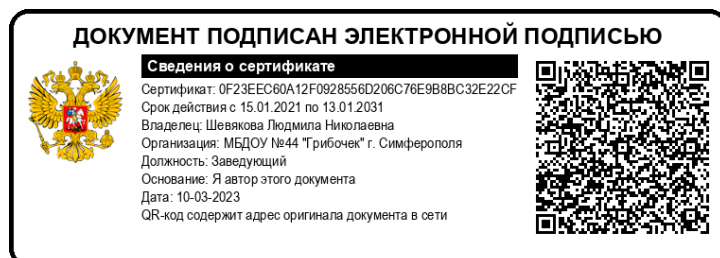 ДОКУМЕНТ ПОДПИСАН ЭЛЕКТРОННОЙ ПОДПИСЬЮ
Сведения о сертификате
Сертификат: 0F23EEC60A12F0928556D206C76E9B8BC32E22CF
Срок действия с 15.01.2021 по 13.01.2031
Владелец: Шевякова Людмила Николаевна
Организация: МБДОУ №44 "Грибочек" г. Симферополя
Должность: Заведующий
Основание: Я автор этого документа
Дата: 10-03-2023
QR-код содержит адрес оригинала документа в сети